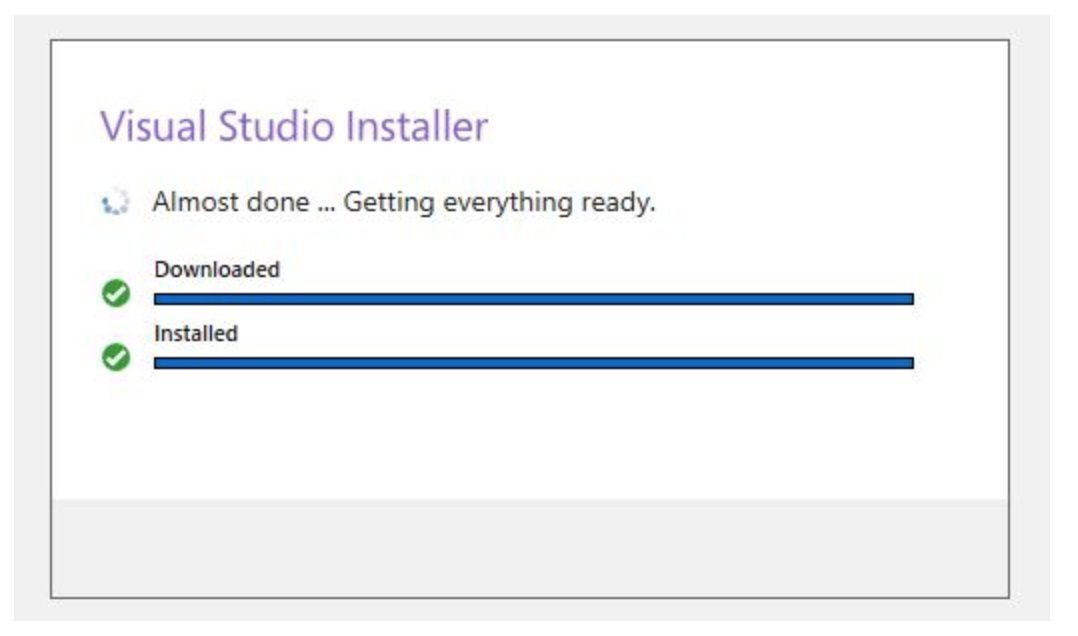 Visual Studio Installer
Almost done ... Getting everything ready.
Downloaded
Installed